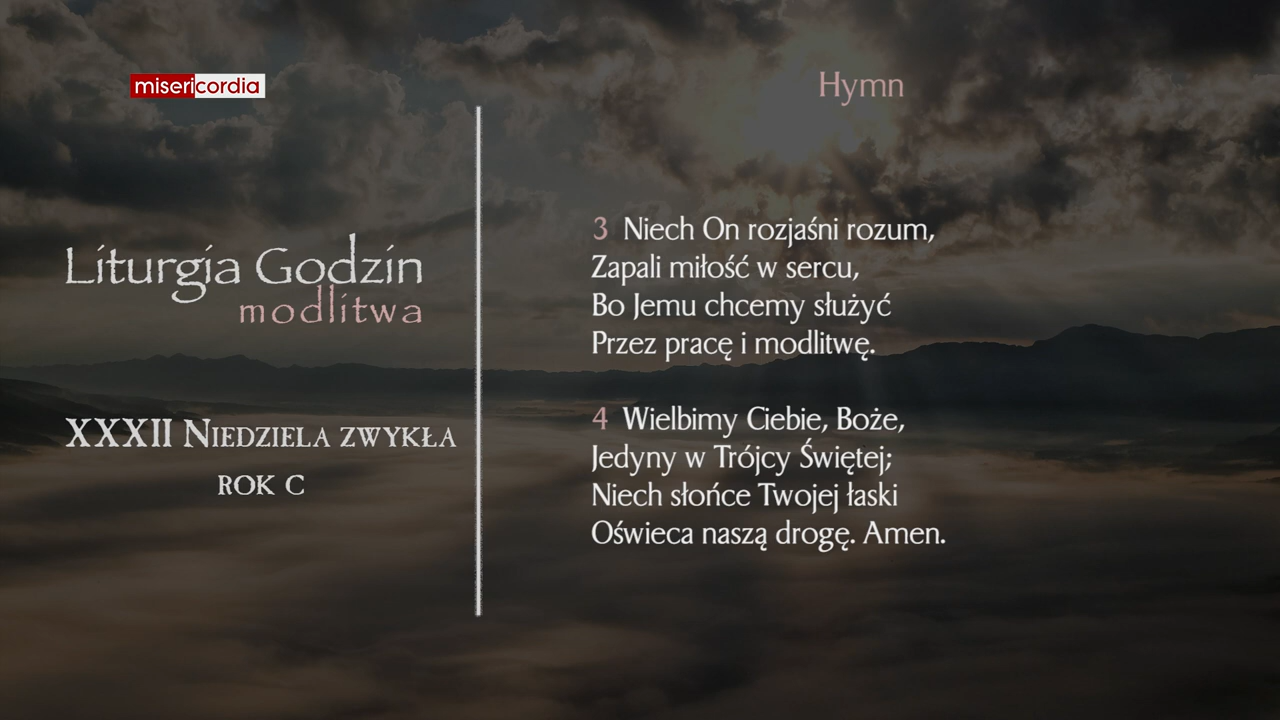 misericordia
Liturgia Godzin
modlitwa
XXXII Niedziela zwykła
rok C
Hymn
3 Niech On rozjaśni rozum,
Zapali miłość w sercu,
Bo Jemu chcemy służyć
Przez pracę i modlitwę.
4 Wielbimy Ciebie, Boże,
Jedyny w Trójcy Świętej;
Niech słońce Twojej łaski
Oświeca naszą drogę. Amen.